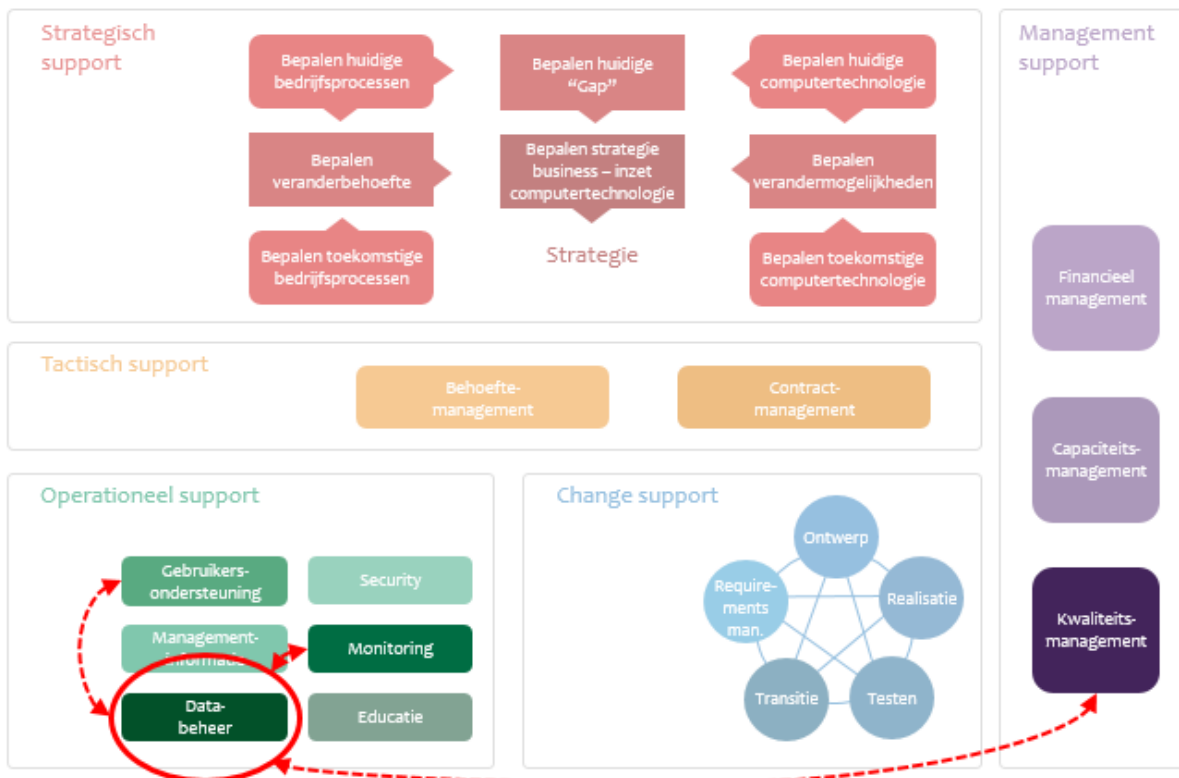 Strategisch
support
Bepalen huidige
bedrijfsprocessen
Bepalen huidige
“Gap”
Bepalen huidige
computertechnologie
Bepalen
veranderbehoefte
Bepalen strategie
business – inzet
computertechnologie
Bepalen
verandermogelijkheden
Bepalen toekomstige
bedrijfsprocessen
Strategie
Bepalen toekomstige
computertechnologie
Management
support
Financieel
management
Capaciteits-
management
Kwaliteits-
management
Tactisch support
Behoefte-
management
Contract-
management
Operationeel support
Gebruikers-
ondersteuning
Security
Management-
informatie
Monitoring
Data-
beheer
Educatie
Change support
Ontwerp
Require-
ments
man.
Realisatie
Transitie
Testen